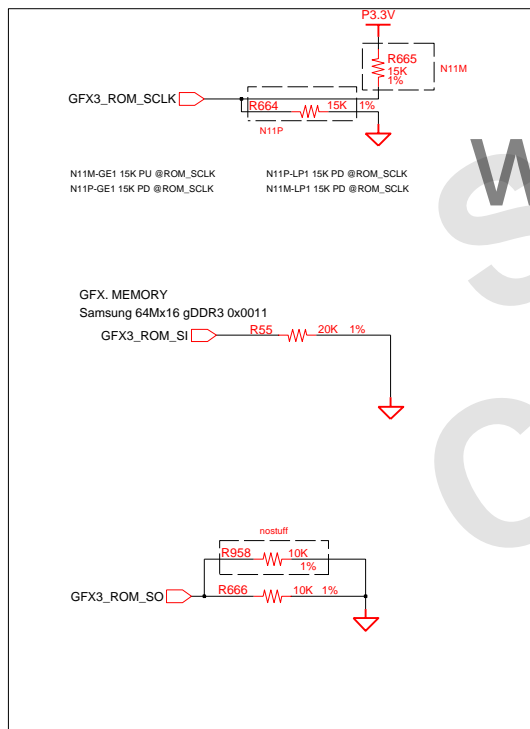 P3.3V
R665
15K
1%
N11M
GFX3_ROM_SCLK
R664 15K 1%
N11P
N11M-GE1 15K PU @ROM_SCLK N11P-LP1 15K PD @ROM_SCLK
N11P-GE1 15K PD @ROM_SCLK N11M-LP1 15K PD @ROM_SCLK
W
S
GFX. MEMORY
Samsung 64Mx16 gDDR3 0x0011
GFX3_ROM_SI R55 20K 1%
C
nostuff
R958 10K
1%
GFX3_ROM_SO R666 10K 1%